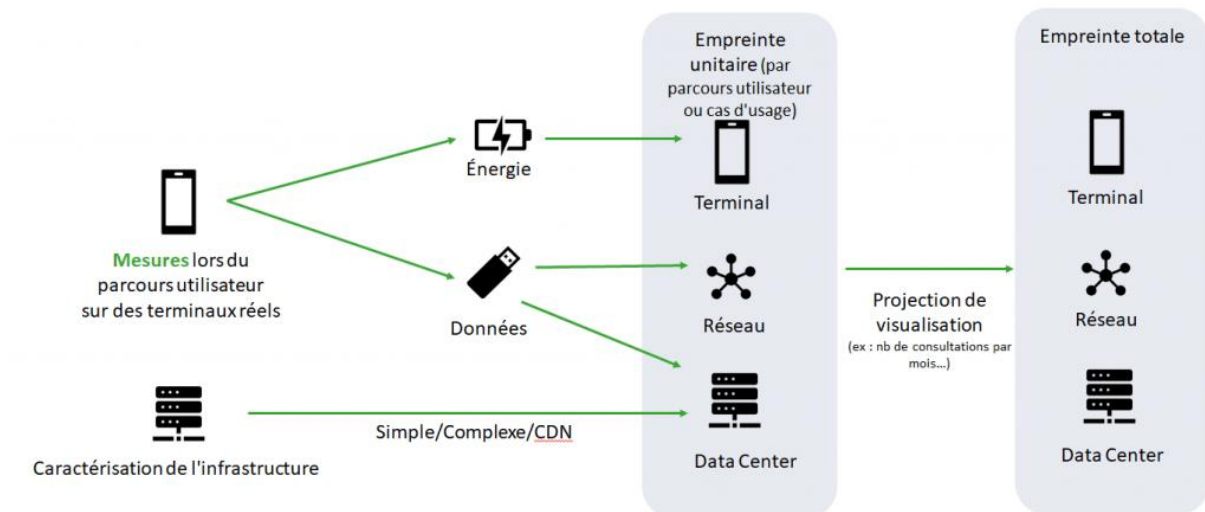 Mesures lors du
parcours utilisateur
sur des terminaux réels
Caractérisation de l'infrastructure
Énergie
Données
Simple/Complexe/CDN
Empreinte
unitaire (par
parcours utilisateur
ou cas d'usage)
Terminal
Réseau
Data Center
Projection de
visualisation
(ex : nb de consultations par
mois...)
Empreinte totale
Terminal
Réseau
Data Center